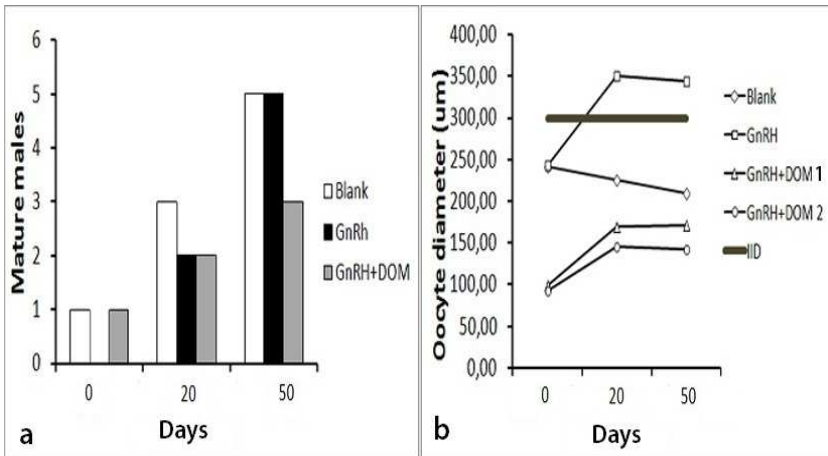 6
5
4
3
2
1
0
Mature males
0 20 50
Days
a
Blank
GnRh
GnRH+DOM
400,00
350,00
300,00
250,00
200,00
150,00
100,00
50,00
0,00
Oocyte diameter (um)
0 20 50
Days
b
Blank
GnRH
GnRH+DOM 1
GnRH+DOM 2
IID